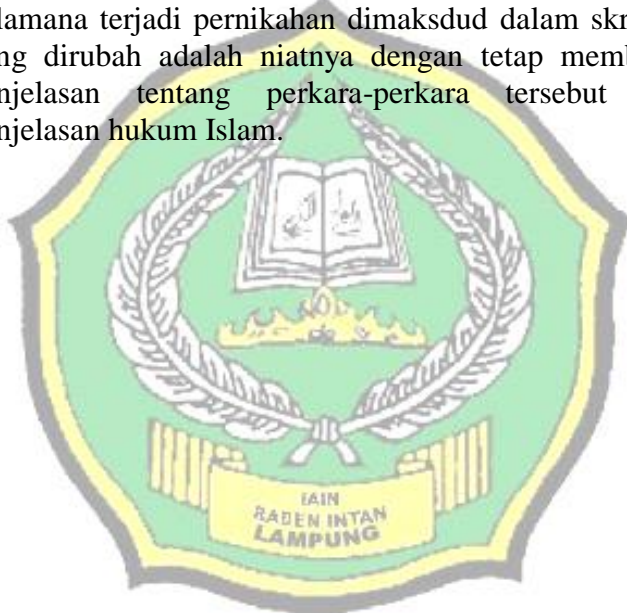 lamana terjadi pernikahan dimaksdud dalam skr
ng dirubah adalah niatnya dengan tetap memb
njelasan tentang perkara-perkara tersebut
njelasan hukum Islam.
IAIN
RADEN INTAN
LAMPUNG